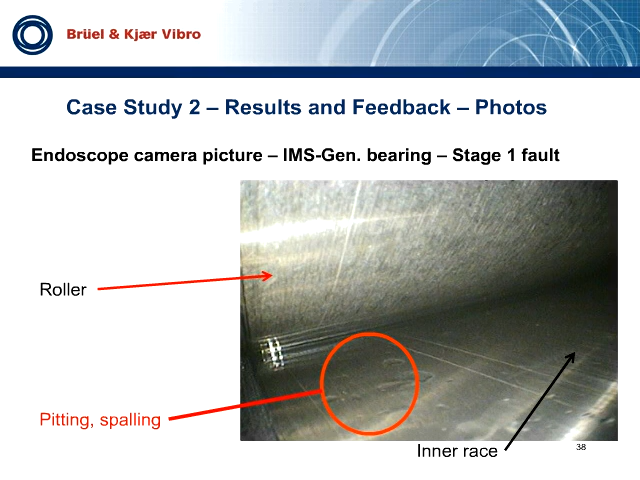 Brüel & Kjær Vibro
Case Study 2 – Results and Feedback – Photos
Endoscope camera picture – IMS-Gen. bearing – Stage 1 fault
Roller
Pitting, spalling
Inner race
38